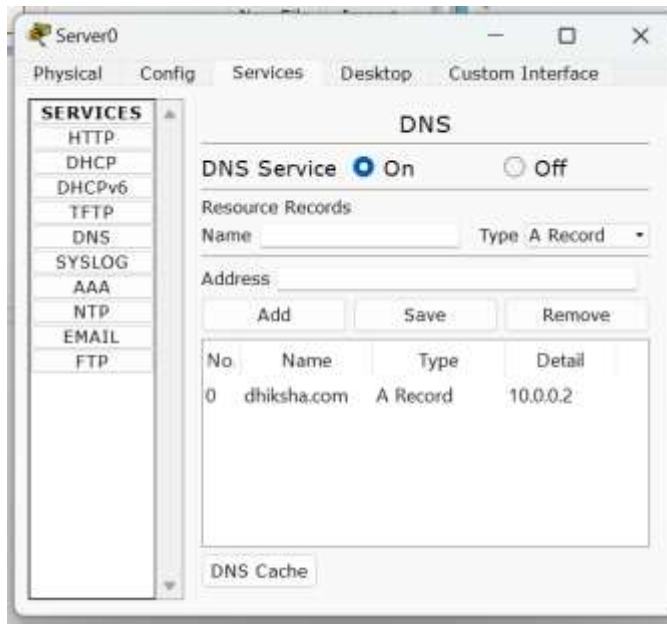 Server0
Physical Config Services Desktop Custom Interface
SERVICES
HTTP
DHCP
DHCPv6
TFTP
DNS
SYSLOG
AAA
NTP
EMAIL
FTP
DNS
DNS Service On Off
Resource Records
Name Type A Record
Address
Add Save Remove
No Name Type Detail
0 dhiksha.com A Record 10.0.0.2
DNS Cache